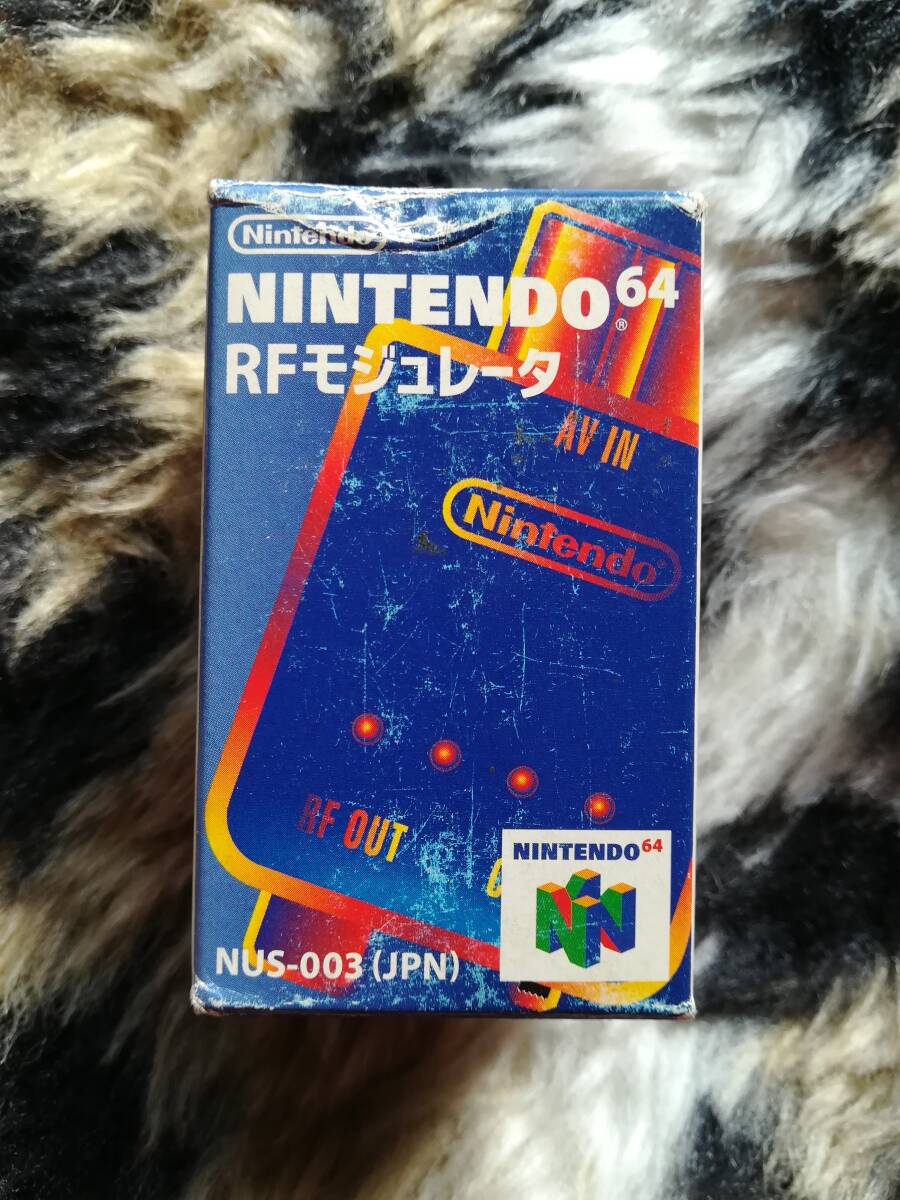 Nintendo
NINTENDO64
®
RFモジュレータ
AV IN
Nintendo®
RF OUT
NINTENDO64
NUS-003 (JPN)